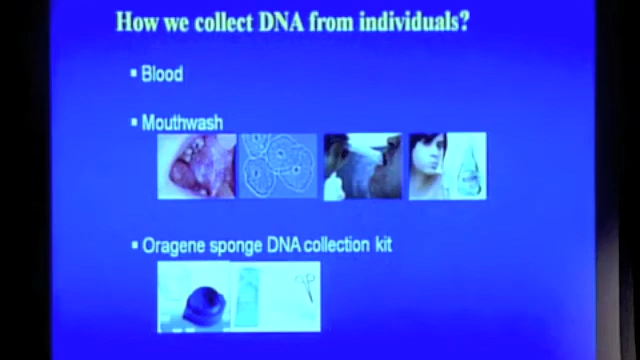 How we collect DNA from individuals?
▪ Blood
▪ Mouthwash
▪ Oragene sponge DNA collection kit